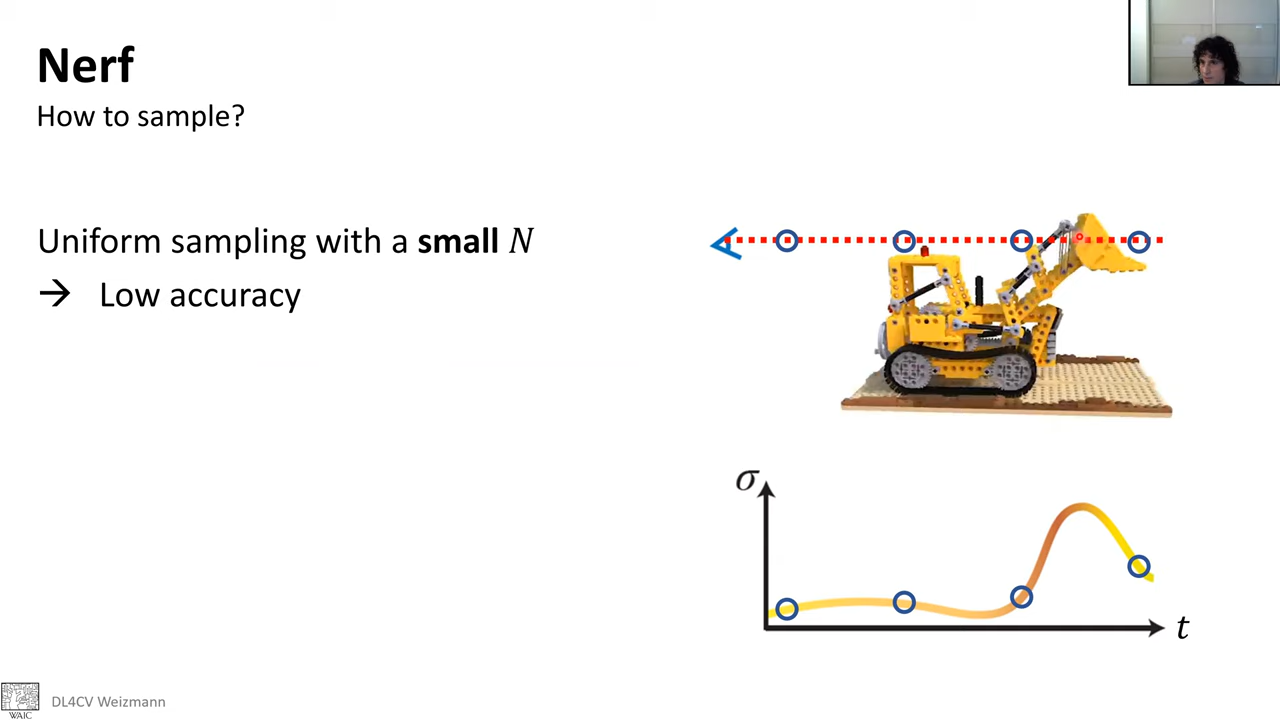 Nerf
How to sample?
Uniform sampling with a small N
→ Low accuracy
σ
t
DL4CV Weizmann
WAIC